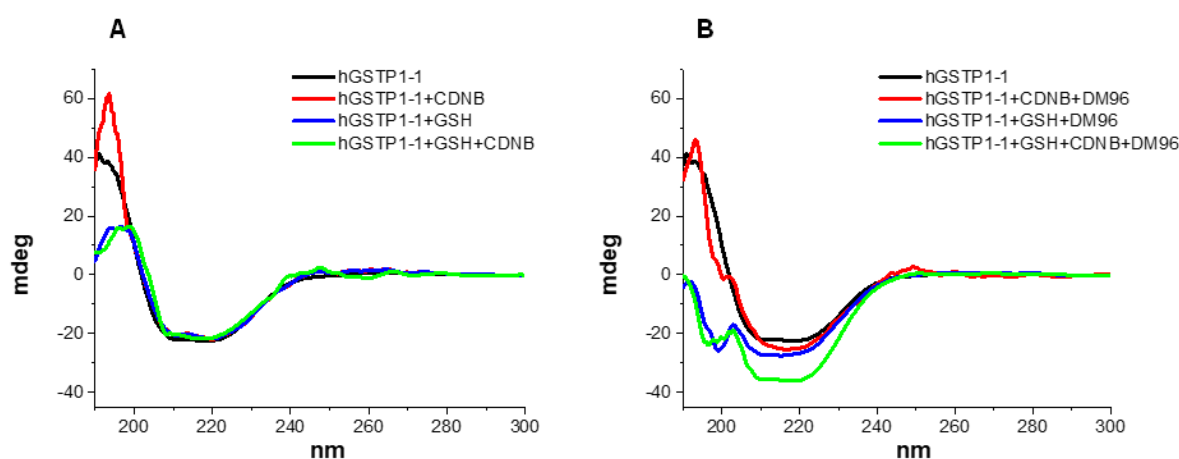 A
hGSTP1-1
hGSTP1-1+CDNB
hGSTP1-1+GSH
hGSTP1-1+GSH+CDNB
60
40
20
0
-20
-40
mdeg
200 220 240 260 280 300
nm
B
hGSTP1-1
hGSTP1-1+CDNB+DM96
hGSTP1-1+GSH+DM96
hGSTP1-1+GSH+CDNB+DM96
60
40
20
0
-20
-40
mdeg
200 220 240 260 280 300
nm